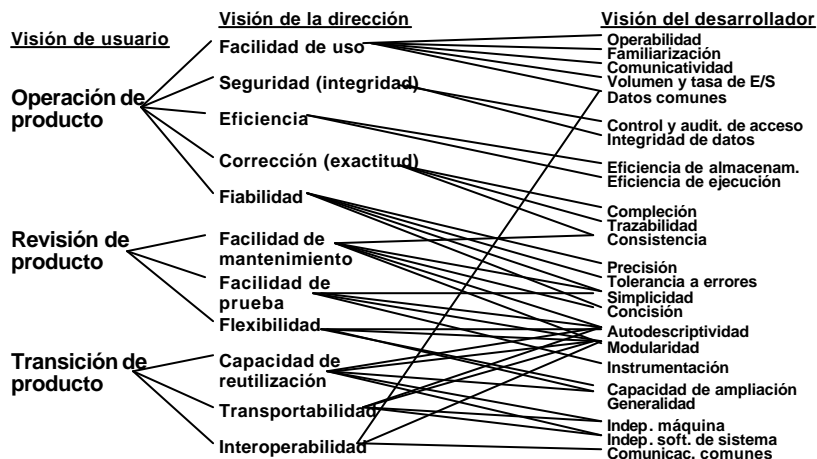 Visión de usuario
Visión de la dirección
Visión del desarrollador
Operación de
producto
Revisión de
producto
Transición de
producto
Facilidad de uso
Seguridad (integridad)
Eficiencia
Corrección (exactitud)
Fiabilidad
Facilidad de
mantenimiento
Facilidad de
prueba
Flexibilidad
Capacidad de
reutilización
Transportabilidad
Interoperabilidad
Operabilidad
Familiarización
Comunicatividad
Volumen y tasa de E/S
Datos comunes
Control y audit. de acceso
Integridad de datos
Eficiencia de almacenam.
Eficiencia de ejecución
Compleción
Trazabilidad
Consistencia
Precisión
Tolerancia a errores
Simplicidad
Concisión
Autodescriptividad
Modularidad
Instrumentación
Capacidad de ampliación
Generalidad
Indep. máquina
Indep. soft. de sistema
Comunicac. comunes